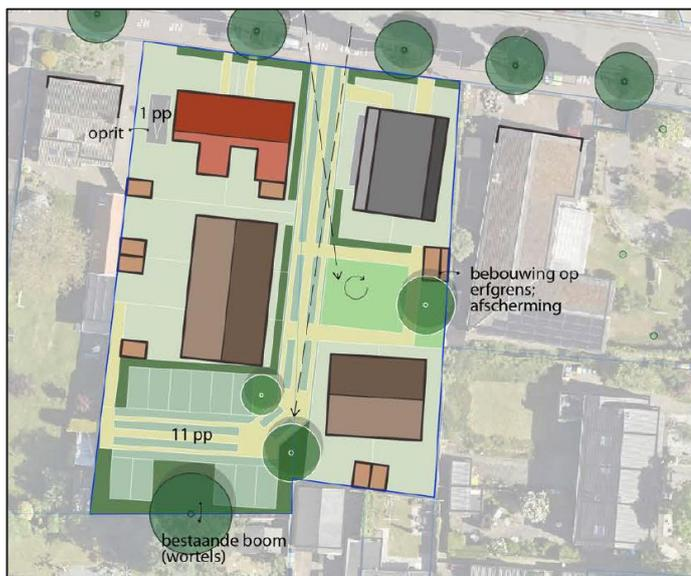 1 pp
oprit
bebouwing op
erfgrens;
afscherming
11 pp
bestaande boom
(wortels)